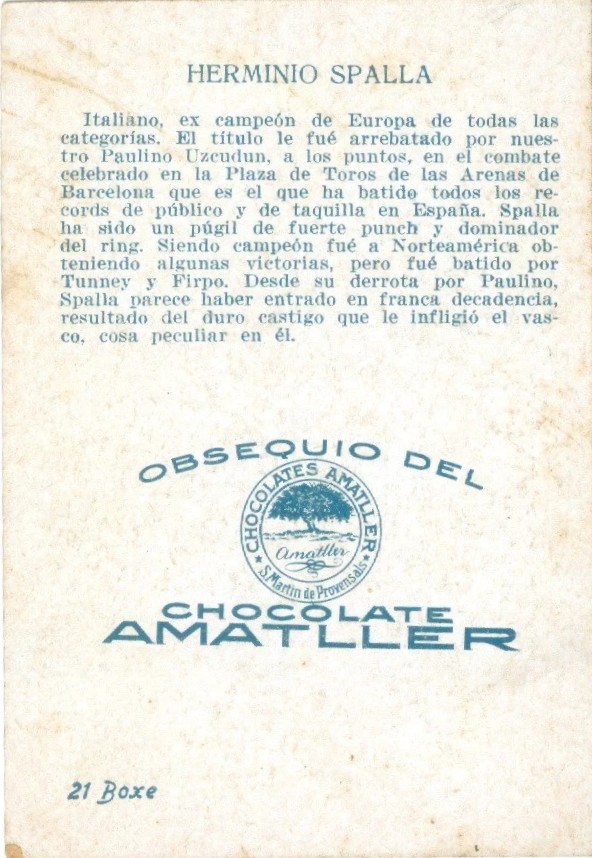 HERMINIO SPALLA
Italiano, ex campeón de Europa de todas las
categorías. El título le fué arrebatado por nues-
tro Paulino Uzcudun, a los puntos, en el combate
celebrado en la Plaza de Toros de las Arenas de
Barcelona que es el que ha batido todos los re-
cords de público y de taquilla en España. Spalla
ha sido un púgil de fuerte punch y dominador
del ring. Siendo campeón fué a Norteamérica ob-
teniendo algunas victorias, pero fué batido por
Tunney y Firpo. Desde su derrota por Paulino,
Spalla parece haber entrado en franca decadencia,
resultado del duro castigo que le infligió el vas-
co, cosa peculiar en él.
OBSEQUIO DEL
CHOCOLATES AMATLLER
Amatller
S. Martin de Provensals
CHOCOLATE
AMATLLER
21 Boxe